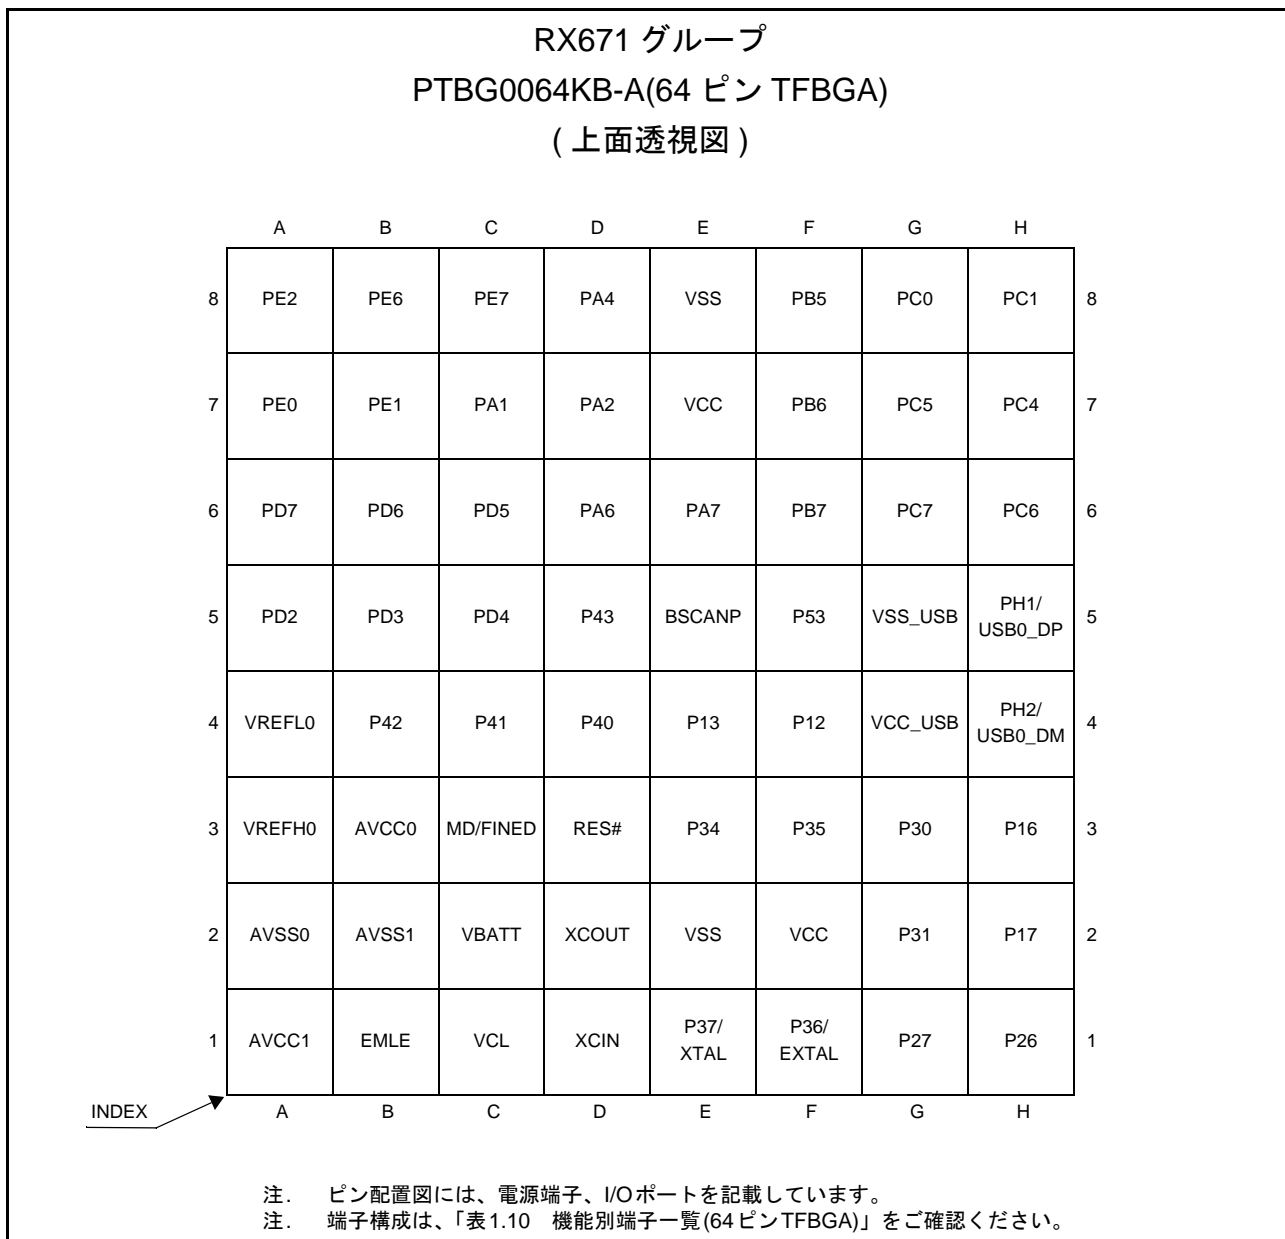 RX671 グループ
PTBG0064KB-A(64 ピン TFBGA)
( 上面透視図 )
A B C D E F G H
8 PE2 PE6 PE7 PA4 VSS PB5 PC0 PC1 8
7 PE0 PE1 PA1 PA2 VCC PB6 PC5 PC4 7
6 PD7 PD6 PD5 PA6 PA7 PB7 PC7 PC6 6
5 PD2 PD3 PD4 P43 BSCANP P53 VSS_USB PH1/ USB0_DP 5
4 VREFL0 P42 P41 P40 P13 P12 VCC_USB PH2/ USB0_DM 4
3 VREFH0 AVCC0 MD/FINED RES# P34 P35 P30 P16 3
2 AVSS0 AVSS1 VBATT XCOUT VSS VCC P31 P17 2
1 AVCC1 EMLE VCL XCIN P37/ XTAL P36/ EXTAL P27 P26 1
INDEX A B C D E F G H
注. ピン配置図には、電源端子、I/Oポートを記載しています。
注. 端子構成は、「表1.10 機能別端子一覧(64ピンTFBGA)」をご確認ください。